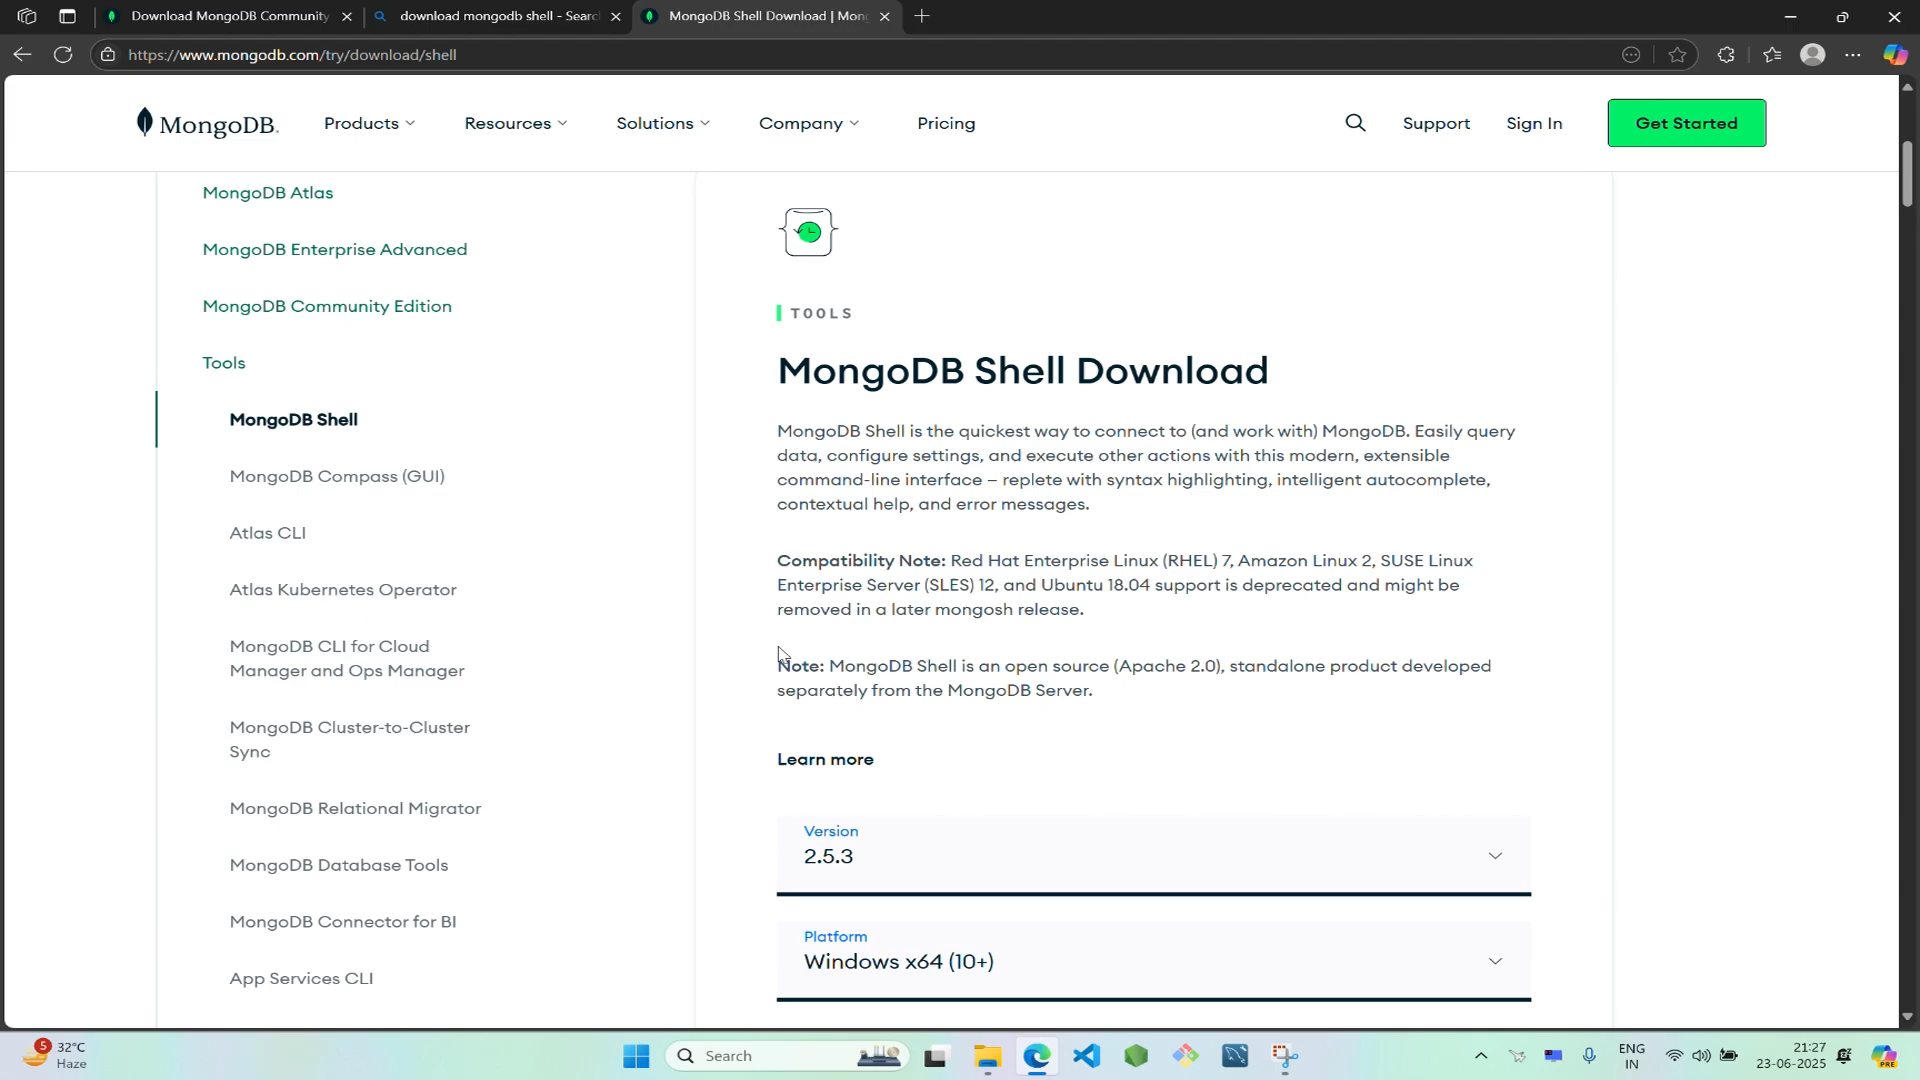 Download MongoDB Community
download mongodb shell - Searc
MongoDB Shell Download | Mong
https://www.mongodb.com/try/download/shell
MongoDB.
Products
Resources
Solutions
Company
Pricing
Support
Sign In
Get Started
MongoDB Atlas
MongoDB Enterprise Advanced
MongoDB Community Edition
Tools
MongoDB Shell
MongoDB Compass (GUI)
Atlas CLI
Atlas Kubernetes Operator
MongoDB CLI for Cloud
Manager and Ops Manager
MongoDB Cluster-to-Cluster
Sync
MongoDB Relational Migrator
MongoDB Database Tools
MongoDB Connector for BI
App Services CLI
TOOLS
MongoDB Shell Download
MongoDB Shell is the quickest way to connect to (and work with) MongoDB. Easily query
data, configure settings, and execute other actions with this modern, extensible
command-line interface – replete with syntax highlighting, intelligent autocomplete,
contextual help, and error messages.
Compatibility Note: Red Hat Enterprise Linux (RHEL) 7, Amazon Linux 2, SUSE Linux
Enterprise Server (SLES) 12, and Ubuntu 18.04 support is deprecated and might be
removed in a later mongosh release.
Note: MongoDB Shell is an open source (Apache 2.0), standalone product developed
separately from the MongoDB Server.
Learn more
Version
2.5.3
Platform
Windows x64 (10+)
5
32°C
Haze
Search
ENG
IN
21:27
23-06-2025
PRE